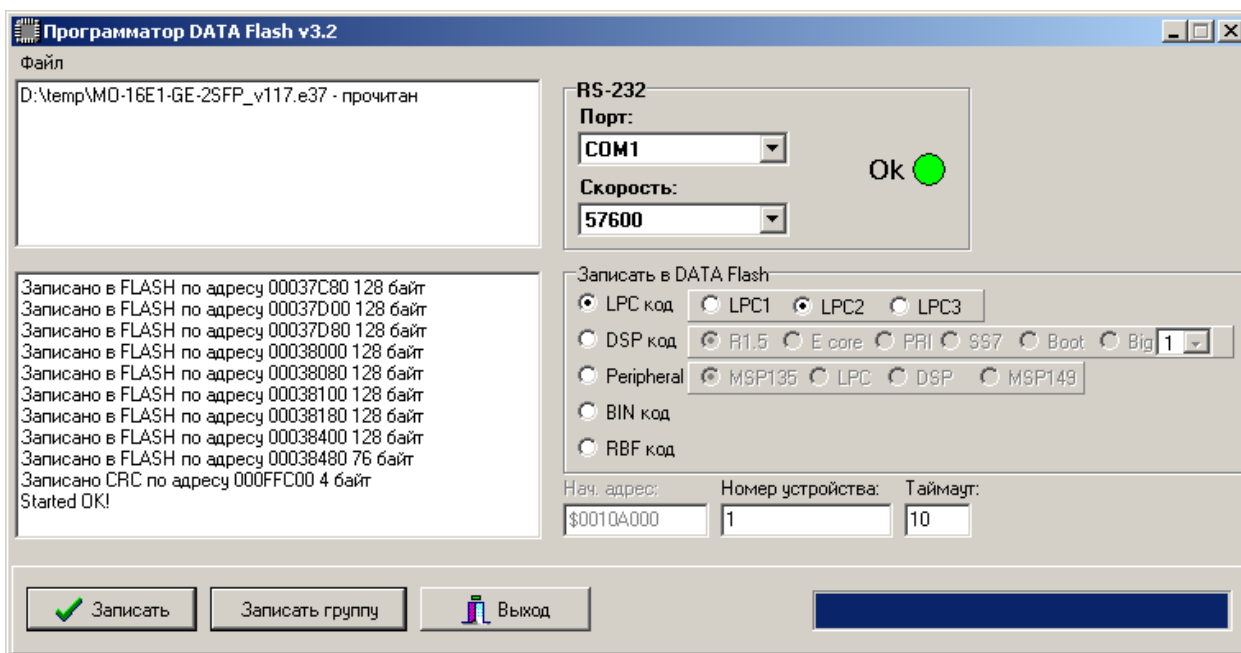 Программатор DATA Flash v3.2
Файл
D:\temp\MO-16E1-GE-2SFP_v117.e37 - прочитан
RS-232
Порт:
COM1
Ok
Скорость:
57600
Записано в FLASH по адресу 00037C80 128 байт
Записано в FLASH по адресу 00037D00 128 байт
Записано в FLASH по адресу 00037D80 128 байт
Записано в FLASH по адресу 00038000 128 байт
Записано в FLASH по адресу 00038080 128 байт
Записано в FLASH по адресу 00038100 128 байт
Записано в FLASH по адресу 00038180 128 байт
Записано в FLASH по адресу 00038400 128 байт
Записано в FLASH по адресу 00038480 76 байт
Записано CRC по адресу 000FFC00 4 байт
Started OK!
Записать в DATA Flash
LPC код LPC1 LPC2 LPC3
DSP код R1.5 E core PRI SS7 Boot Big 1
Peripheral MSP135 LPC DSP MSP149
BIN код
RBF код
Нач. адрес: Номер устройства: Таймаут:
$0010A000 1 10
Записать Записать группу Выход